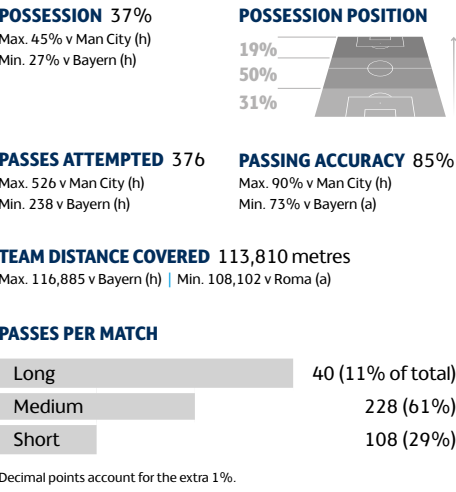 POSSESSION 37%
Max. 45% v Man City (h)
Min. 27% v Bayern (h)
POSSESSION POSITION
19%
50%
31%
PASSES ATTEMPTED 376
Max. 526 v Man City (h)
Min. 238 v Bayern (h)
PASSING ACCURACY 85%
Max. 90% v Man City (h)
Min. 73% v Bayern (a)
TEAM DISTANCE COVERED 113,810 metres
Max. 116,885 v Bayern (h) | Min. 108,102 v Roma (a)
PASSES PER MATCH
Long 40 (11% of total)
Medium 228 (61%)
Short 108 (29%)
Decimal points account for the extra 1%.